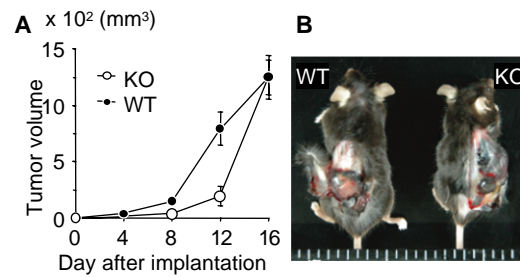 A x 10² (mm³)
15
10
5
0
Tumor volume
KO
WT
0 4 8 12 16
Day after implantation
B
WT KO